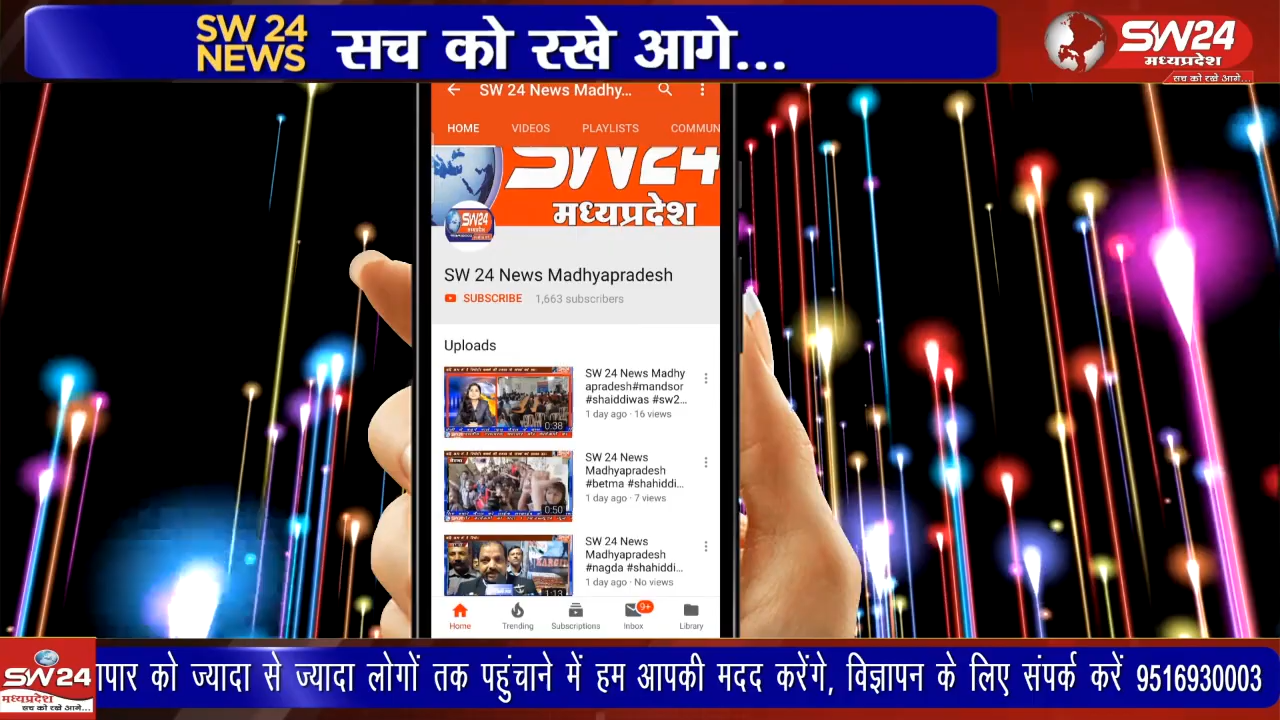 SW 24
NEWS
सच को रखे आगे...
SW24
मध्यप्रदेश
सच को रखे आगे...
SW 24 News Madhy...
HOME VIDEOS PLAYLISTS COMMUN
SW24
मध्यप्रदेश
SW24
SW 24 News Madhyapradesh
SUBSCRIBE 1,663 subscribers
Uploads
SW 24 News Madhy
apradesh#mandsor
#shaiddiwas #sw2...
1 day ago · 16 views
0:38
SW 24 News
Madhyapradesh
#betma #shahiddi...
1 day ago · 7 views
0:50
SW 24 News
Madhyapradesh
#nagda #shahiddi...
1 day ago · No views
1:13
KARGIL
9+
Home Trending Subscriptions Inbox Library
SW24
मध्यप्रदेश
सच को रखे आगे...
ापार को ज्यादा से ज्यादा लोगों तक पहुंचाने में हम आपकी मदद करेंगे, विज्ञापन के लिए संपर्क करें 9516930003